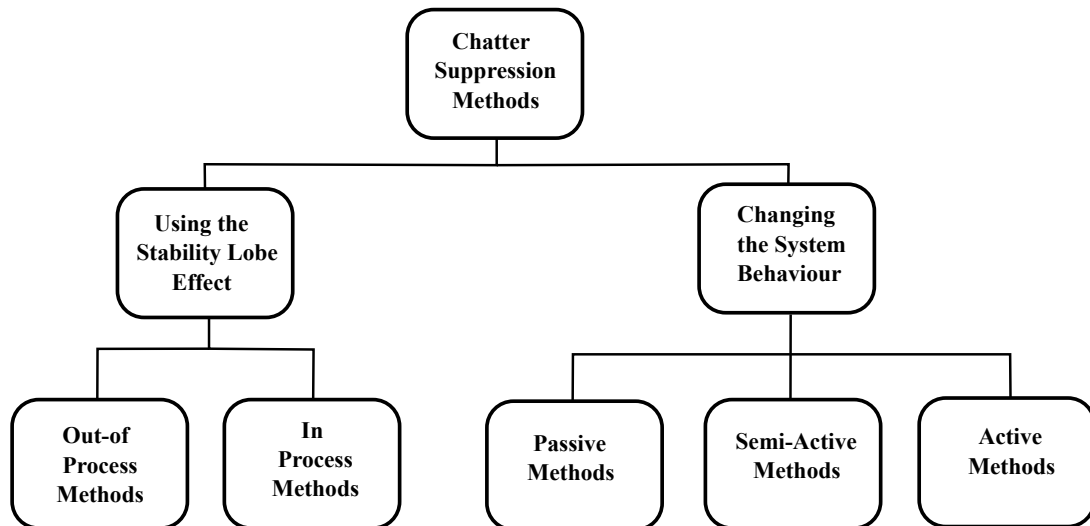 Chatter
Suppression
Methods
Using the
Stability Lobe
Effect
Changing
the System
Behaviour
Out-of
Process
Methods
In
Process
Methods
Passive
Methods
Semi-Active
Methods
Active
Methods